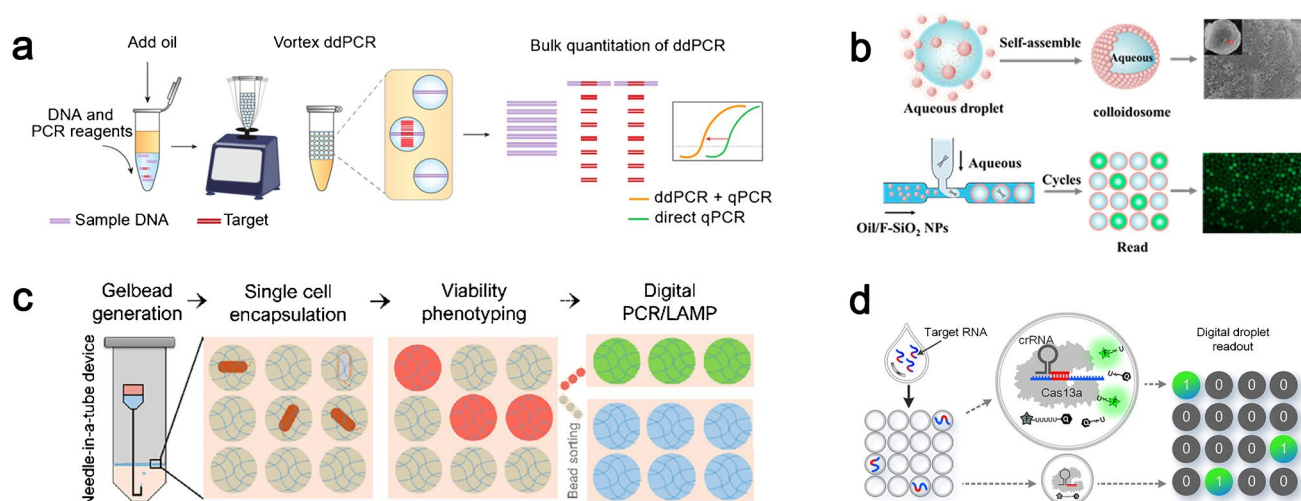 a
Add oil
Vortex ddPCR
Bulk quantitation of ddPCR
DNA and
PCR reagents
ddPCR + qPCR
direct qPCR
Sample DNA
Target
b
Self-assemble
Aqueous
Aqueous droplet
colloidosome
Aqueous
Cycles
Oil/F-SiO2 NPs
Read
c
Gelbead
generation
Single cell
encapsulation
Viability
phenotyping
Digital
PCR/LAMP
Needle-in-a-tube device
Bead sorting
d
Target RNA
crRNA
Cas13a
U
U
UUUUU
Q
U
Q
Digital droplet
readout
1 0 0 0
0 0 0 0
0 0 0 1
0 1 0 0